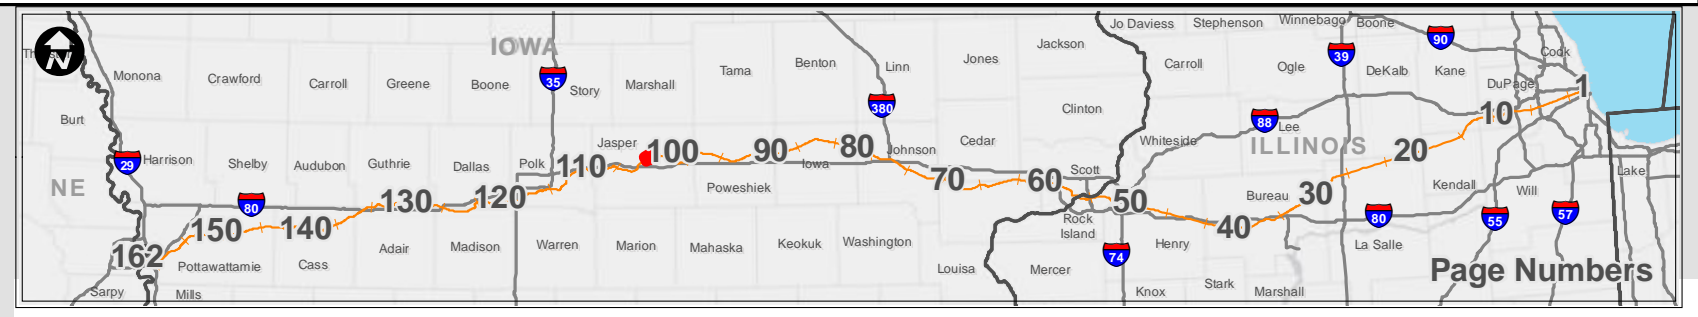 Jo Daviess Stephenson Winnebago Boone
N
IOWA
90
39
Cook
Th
Monona Crawford Carroll Greene Boone 35 Story Marshall Tama Benton Linn Jones Jackson Carroll Ogle DeKalb Kane DuPage 1
380
Burt
Clinton
88 Lee
10
29 Harrison Shelby Audubon Guthrie Dallas Polk 110 Jasper 100 90 Iowa 80 Johnson Cedar Whiteside ILLINOIS 20
NE
80 130 120 Poweshiek 70 60 Scott 50 Bureau 30 Kendall Will Lake
162 150 140 Adair Madison Warren Marion Mahaska Keokuk Washington Rock
Island
74 Henry 40 La Salle 80 55 57
Pottawattamie Cass Louisa Mercer
Page Numbers
Sarpy Mills Knox Stark Marshall